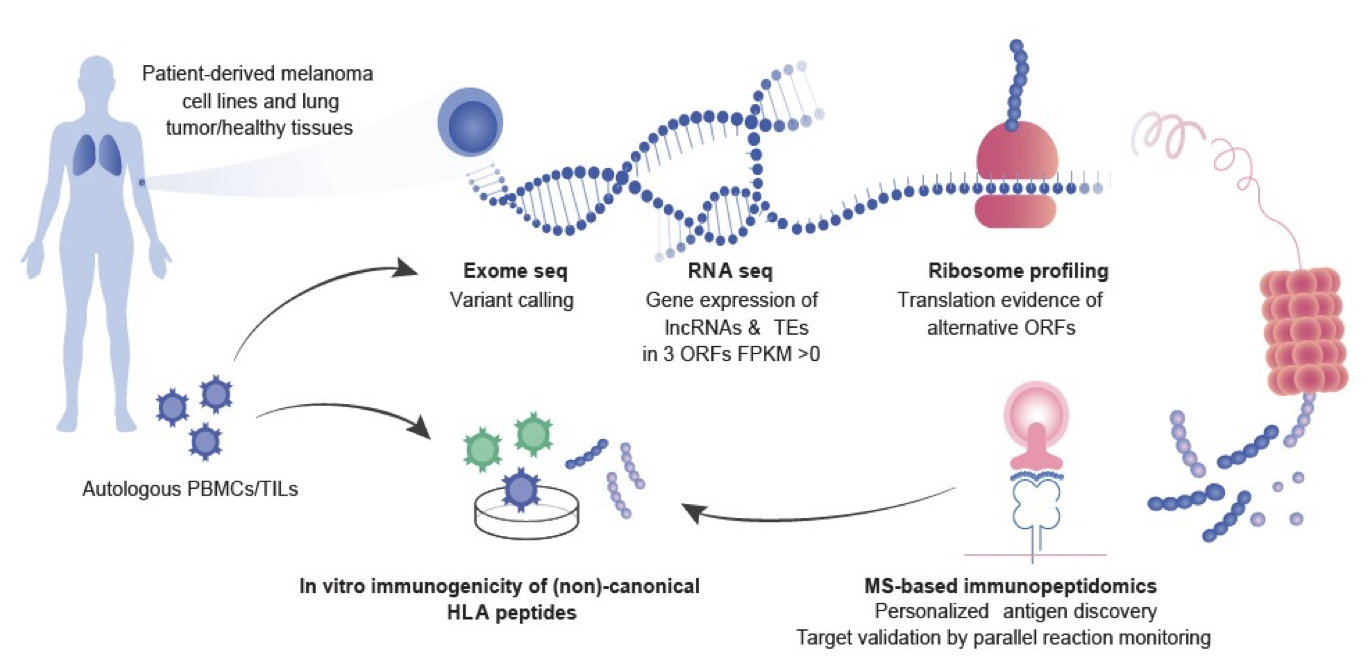 Patient-derived melanoma
cell lines and lung
tumor/healthy tissues
Exome seq
Variant calling
RNA seq
Gene expression of
lncRNAs & TEs
in 3 ORFs FPKM >0
Ribosome profiling
Translation evidence of
alternative ORFs
Autologous PBMCs/TILs
In vitro immunogenicity of (non)-canonical
HLA peptides
MS-based immunopeptidomics
Personalized antigen discovery
Target validation by parallel reaction monitoring